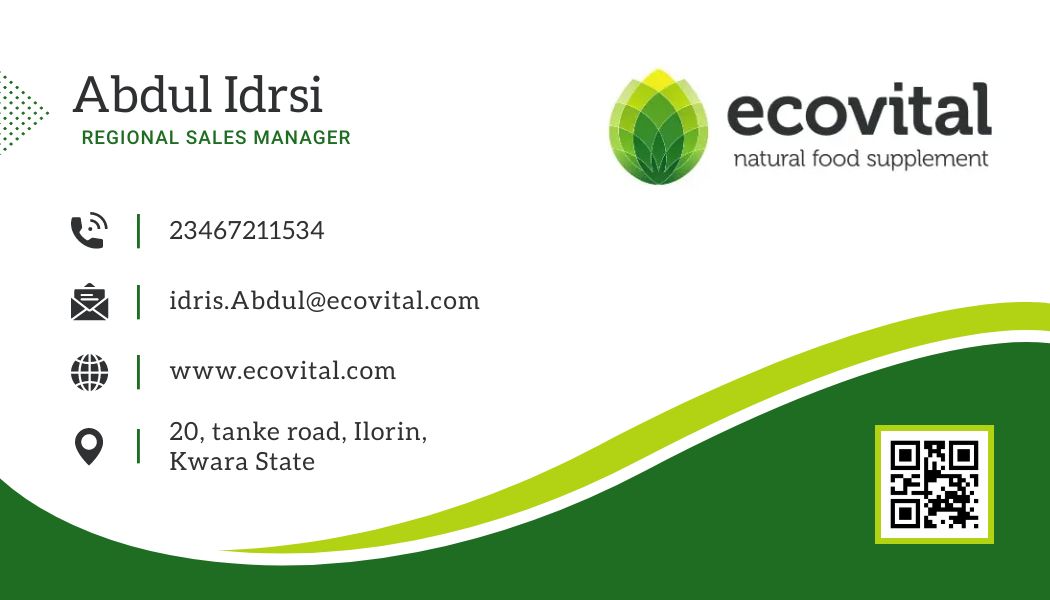 Abdul Idrsi
REGIONAL SALES MANAGER
ecovital
natural food supplement
23467211534
idris.Abdul@ecovital.com
www.ecovital.com
20, tanke road, Ilorin,
Kwara State